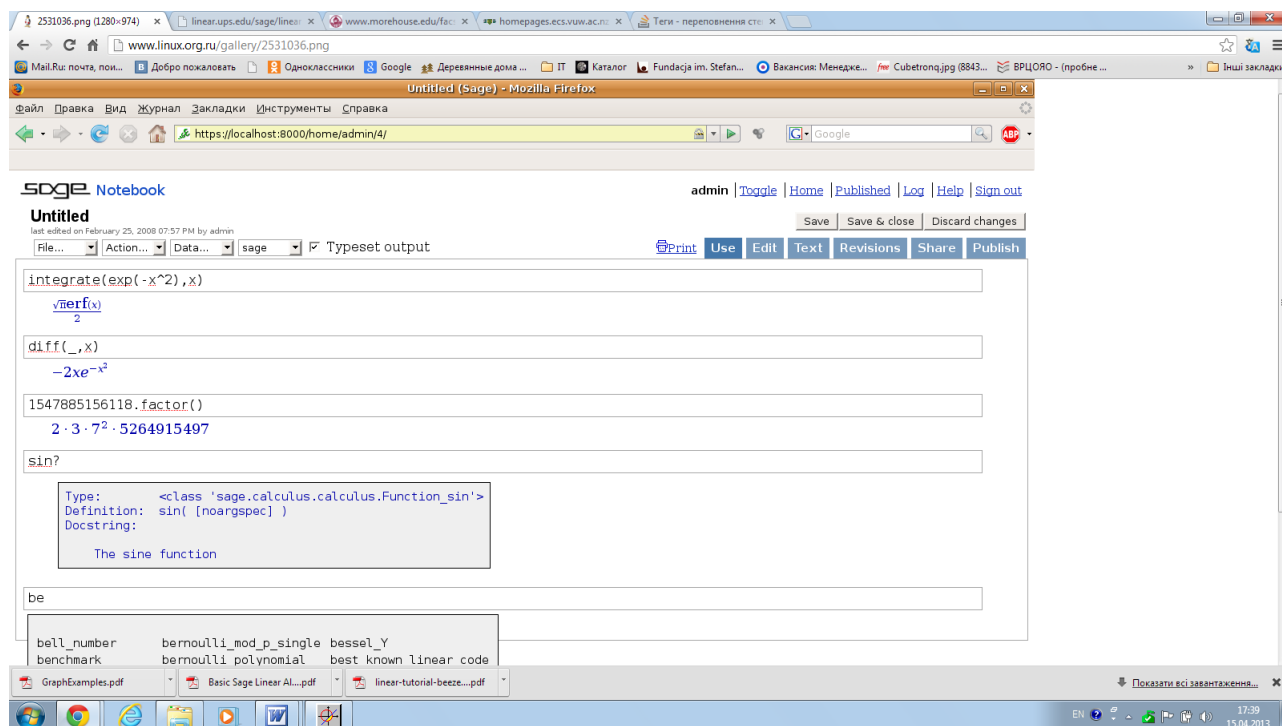 2531036.png (1280×974) linear.ups.edu/sage/linear www.morehouse.edu/fac homepages.ecs.vuw.ac.nz Теги - переповнення сте
www.linux.org.ru/gallery/2531036.png
Mail.Ru: почта, пои... Добро пожаловать Одноклассники Google Деревянные дома ... IT Каталог Fundacja im. Stefan... Вакансия: Менедже... Cubetronq.jpg (8843... ВРЦОЯО - (пробне ... » Інші закладки
Untitled (Sage) - Mozilla Firefox
Файл Правка Вид Журнал Закладки Инструменты Справка
https://localhost:8000/home/admin/4/ G Google ABP
sage Notebook admin | Toggle | Home | Published | Log | Help | Sign out
Untitled Save Save & close Discard changes
last edited on February 25, 2008 07:57 PM by admin
File... Action... Data... sage Typeset output Print Use Edit Text Revisions Share Publish
integrate(exp(-x^2),x)
√πerf(x)
2
diff(_,x)
−2xe^−x²
1547885156118.factor()
2 · 3 · 7² · 5264915497
sin?
Type: <class 'sage.calculus.calculus.Function_sin'>
Definition: sin( [noargspec] )
Docstring:
The sine function
be
bell_number bernoulli_mod_p_single bessel_Y
benchmark bernoulli_polynomial best_known_linear_code
GraphExamples.pdf Basic Sage Linear Al....pdf linear-tutorial-beeze....pdf Показати всі завантаження...
EN 17:39
15.04.2013